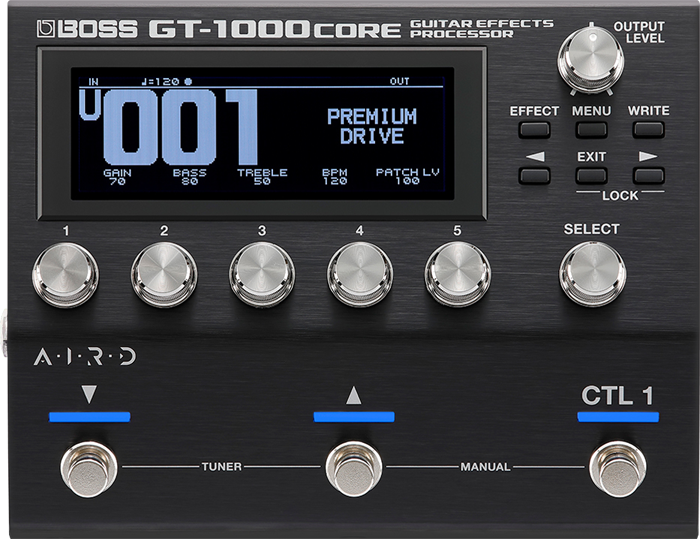 BOSS GT-1000CORE GUITAR EFFECTS PROCESSOR
OUTPUT
LEVEL
IN ♩=120 OUT
U001
PREMIUM
DRIVE
GAIN BASS TREBLE BPM PATCH LV
70 80 50 120 100
EFFECT MENU WRITE
EXIT
LOCK
1 2 3 4 5 SELECT
A·I·R·D
CTL 1
TUNER MANUAL